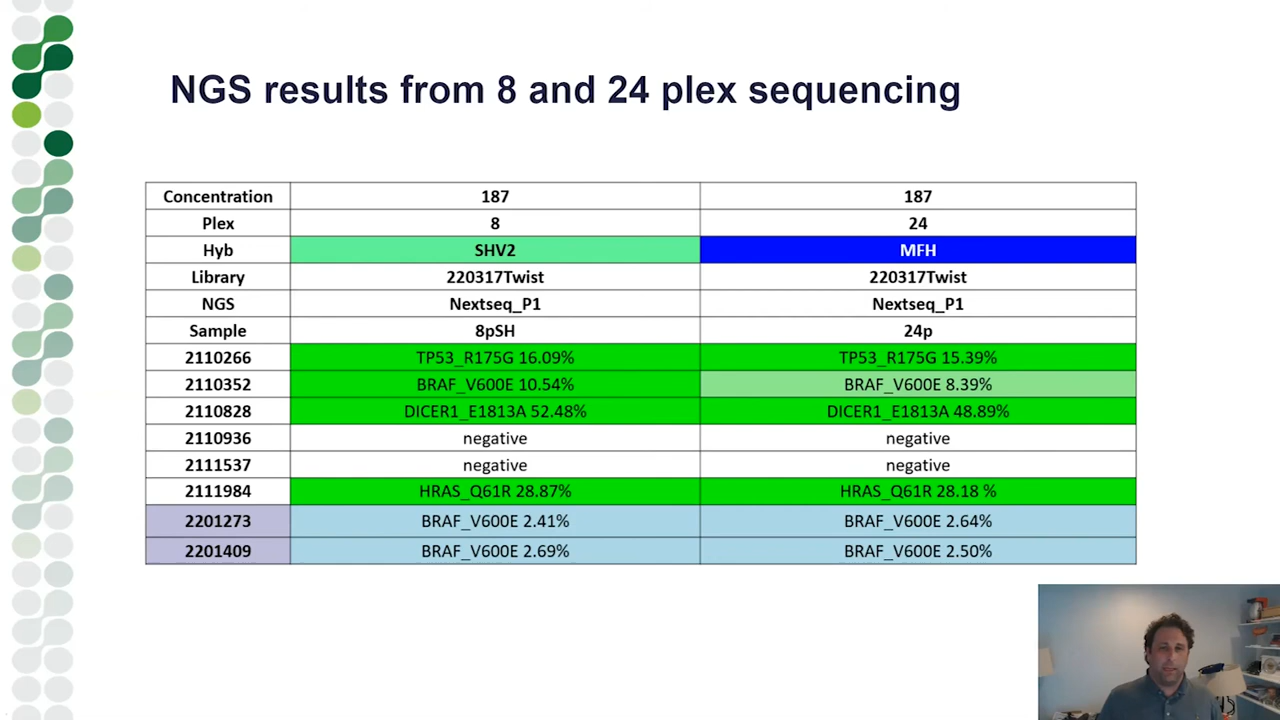 NGS results from 8 and 24 plex sequencing
Concentration 187 187
Plex 8 24
Hyb SHV2 MFH
Library 220317Twist 220317Twist
NGS Nextseq_P1 Nextseq_P1
Sample 8pSH 24p
2110266 TP53_R175G 16.09% TP53_R175G 15.39%
2110352 BRAF_V600E 10.54% BRAF_V600E 8.39%
2110828 DICER1_E1813A 52.48% DICER1_E1813A 48.89%
2110936 negative negative
2111537 negative negative
2111984 HRAS_Q61R 28.87% HRAS_Q61R 28.18 %
2201273 BRAF_V600E 2.41% BRAF_V600E 2.64%
2201409 BRAF_V600E 2.69% BRAF_V600E 2.50%